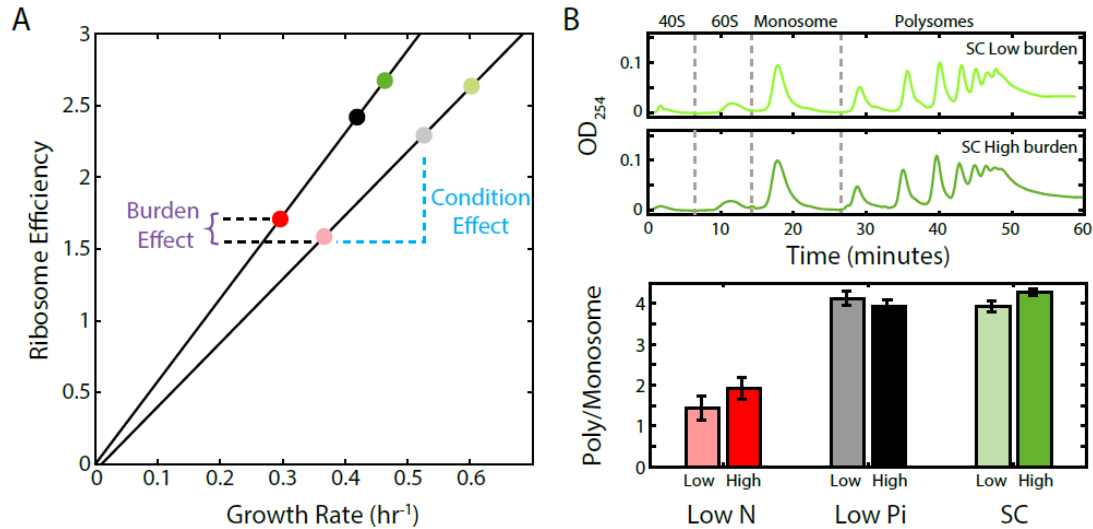 A
Ribosome Efficiency
3
2.5
2
1.5
1
0.5
0
0
0.1
0.2
0.3
0.4
0.5
0.6
Growth Rate (hr-1)
Burden
Effect
Condition
Effect
B
40S 60S Monosome Polysomes
SC Low burden
0.1
0
OD254
SC High burden
0.1
0
0 10 20 30 40 50 60
Time (minutes)
Poly/Monosome
4
3
2
1
0
Low High Low High Low High
Low N Low Pi SC